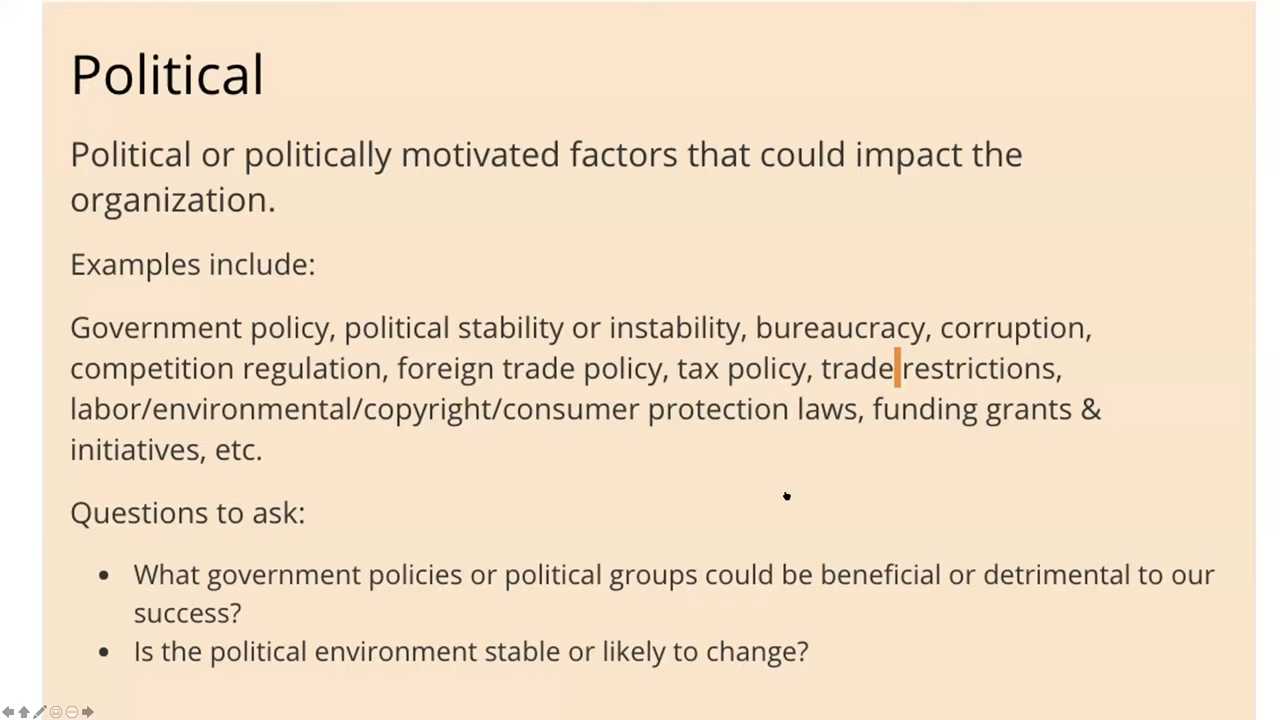 Political
Political or politically motivated factors that could impact the
organization.
Examples include:
Government policy, political stability or instability, bureaucracy, corruption,
competition regulation, foreign trade policy, tax policy, trade restrictions,
labor/environmental/copyright/consumer protection laws, funding grants &
initiatives, etc.
Questions to ask:
• What government policies or political groups could be beneficial or detrimental to our
success?
• Is the political environment stable or likely to change?